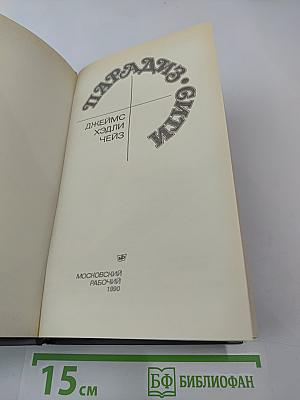 ПАРАДИЗ·СИТИ
ДЖЕЙМС
ХЭДЛИ
ЧЕЙЗ
МОСКОВСКИЙ
РАБОЧИЙ
1990
15 см
БФ БИБЛИОФАН